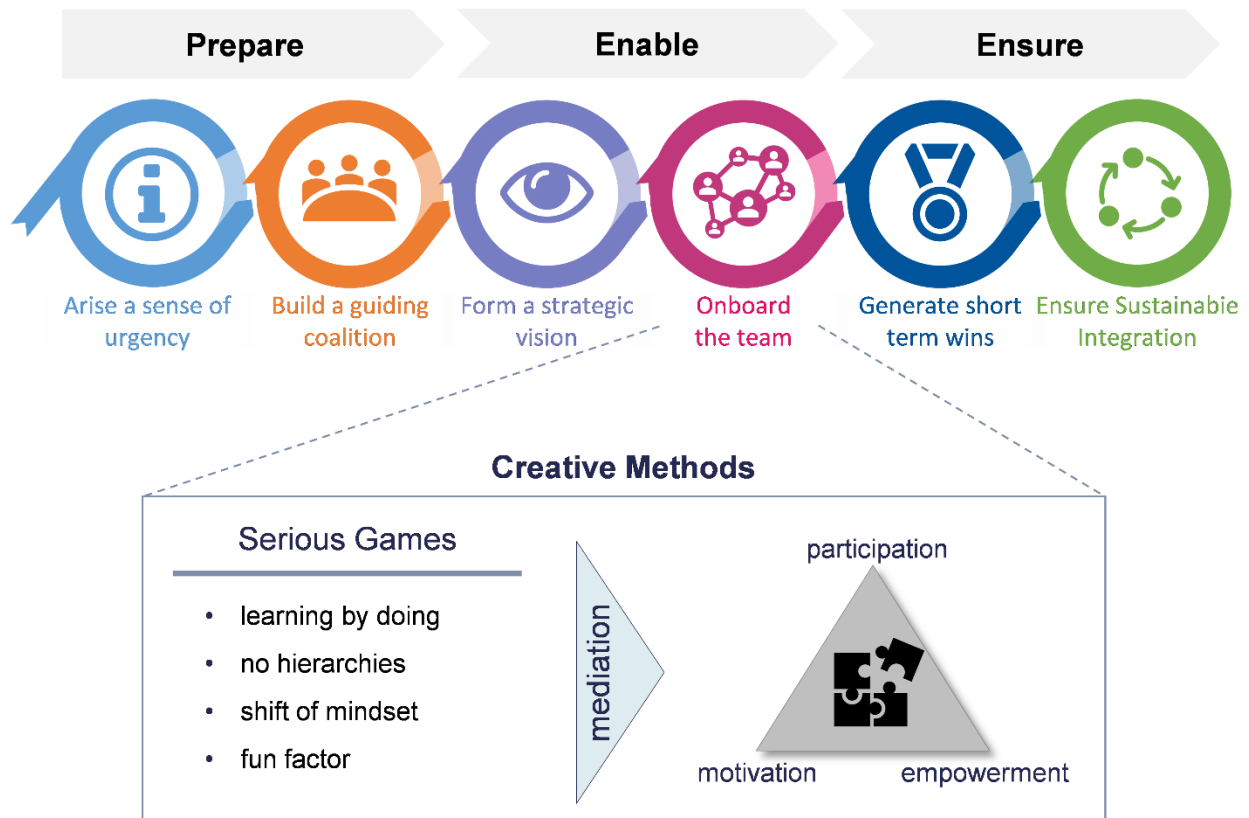 Prepare
Enable
Ensure
Arise a sense of
urgency
Build a guiding
coalition
Form a strategic
vision
Onboard
the team
Generate short
term wins
Ensure Sustainable
Integration
Creative Methods
Serious Games
• learning by doing
• no hierarchies
• shift of mindset
• fun factor
mediation
participation
motivation
empowerment